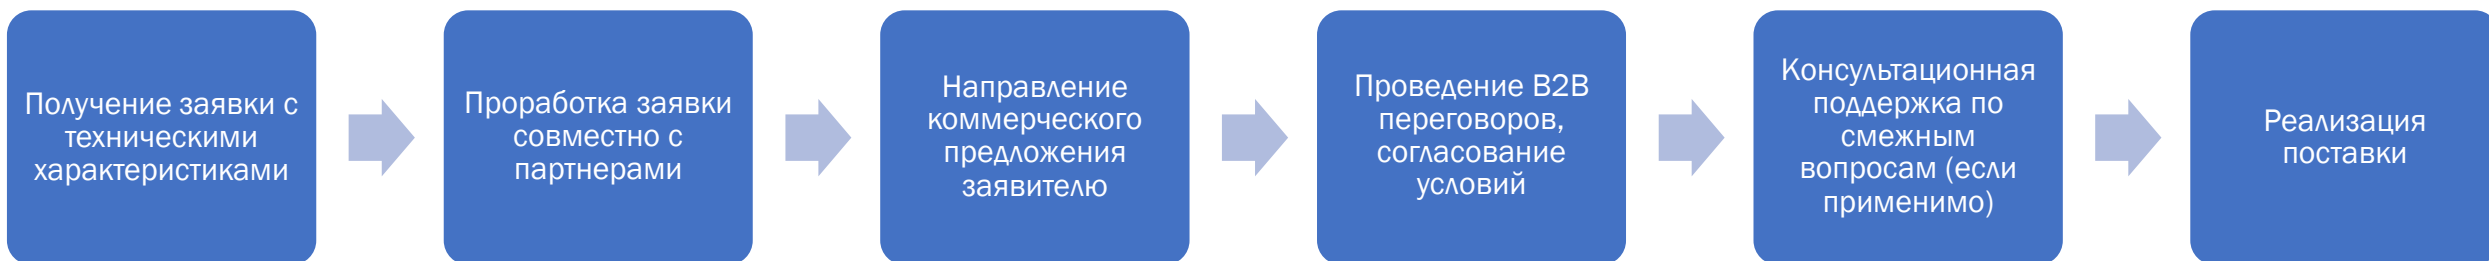 Получение заявки с
техническими
характеристиками
Проработка заявки
совместно с
партнерами
Направление
коммерческого
предложения
заявителю
Проведение B2B
переговоров,
согласование
условий
Консультационная
поддержка по
смежным
вопросам (если
применимо)
Реализация
поставки